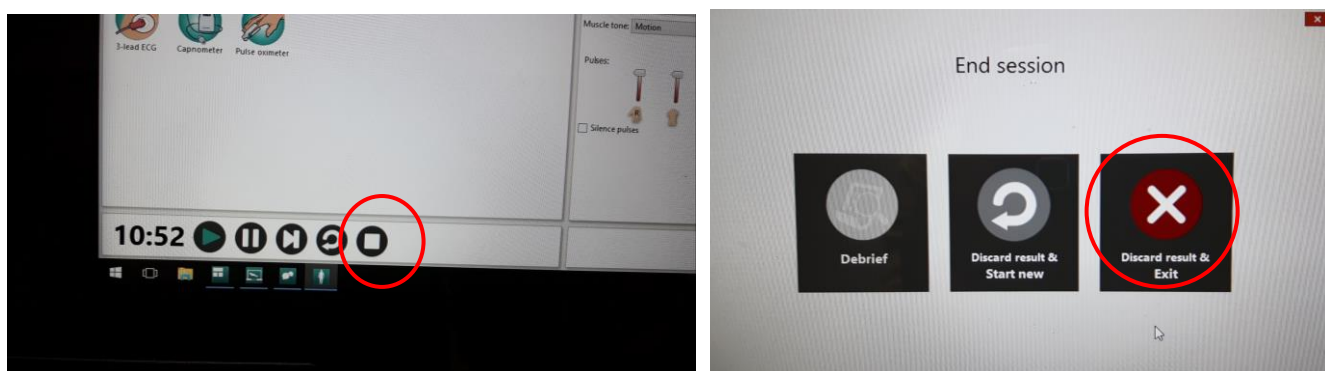 3-lead ECG
Capnometer
Pulse oximeter
Muscle tone: Motion
Pulses:
Silence pulses
10:52
End session
Debrief
Discard result &
Start new
Discard result &
Exit